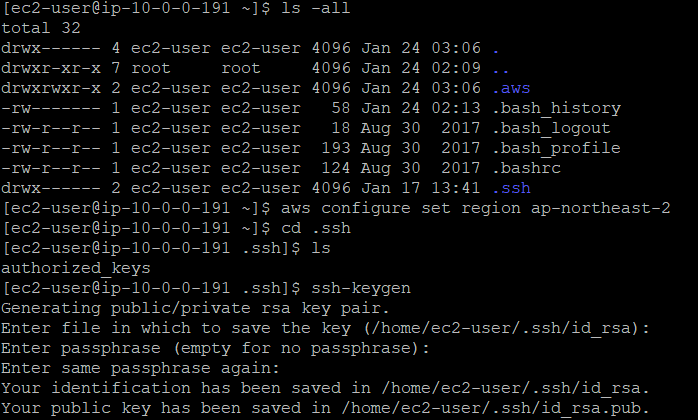 [ec2-user@ip-10-0-0-191 ~]$ ls -all
total 32
drwx------ 4 ec2-user ec2-user 4096 Jan 24 03:06 .
drwxr-xr-x 7 root     root     4096 Jan 24 02:09 ..
drwxrwxr-x 2 ec2-user ec2-user 4096 Jan 24 03:06 .aws
-rw------- 1 ec2-user ec2-user   58 Jan 24 02:13 .bash_history
-rw-r--r-- 1 ec2-user ec2-user   18 Aug 30  2017 .bash_logout
-rw-r--r-- 1 ec2-user ec2-user  193 Aug 30  2017 .bash_profile
-rw-r--r-- 1 ec2-user ec2-user  124 Aug 30  2017 .bashrc
drwx------ 2 ec2-user ec2-user 4096 Jan 17 13:41 .ssh
[ec2-user@ip-10-0-0-191 ~]$ aws configure set region ap-northeast-2
[ec2-user@ip-10-0-0-191 ~]$ cd .ssh
[ec2-user@ip-10-0-0-191 .ssh]$ ls
authorized_keys
[ec2-user@ip-10-0-0-191 .ssh]$ ssh-keygen
Generating public/private rsa key pair.
Enter file in which to save the key (/home/ec2-user/.ssh/id_rsa):
Enter passphrase (empty for no passphrase):
Enter same passphrase again:
Your identification has been saved in /home/ec2-user/.ssh/id_rsa.
Your public key has been saved in /home/ec2-user/.ssh/id_rsa.pub.